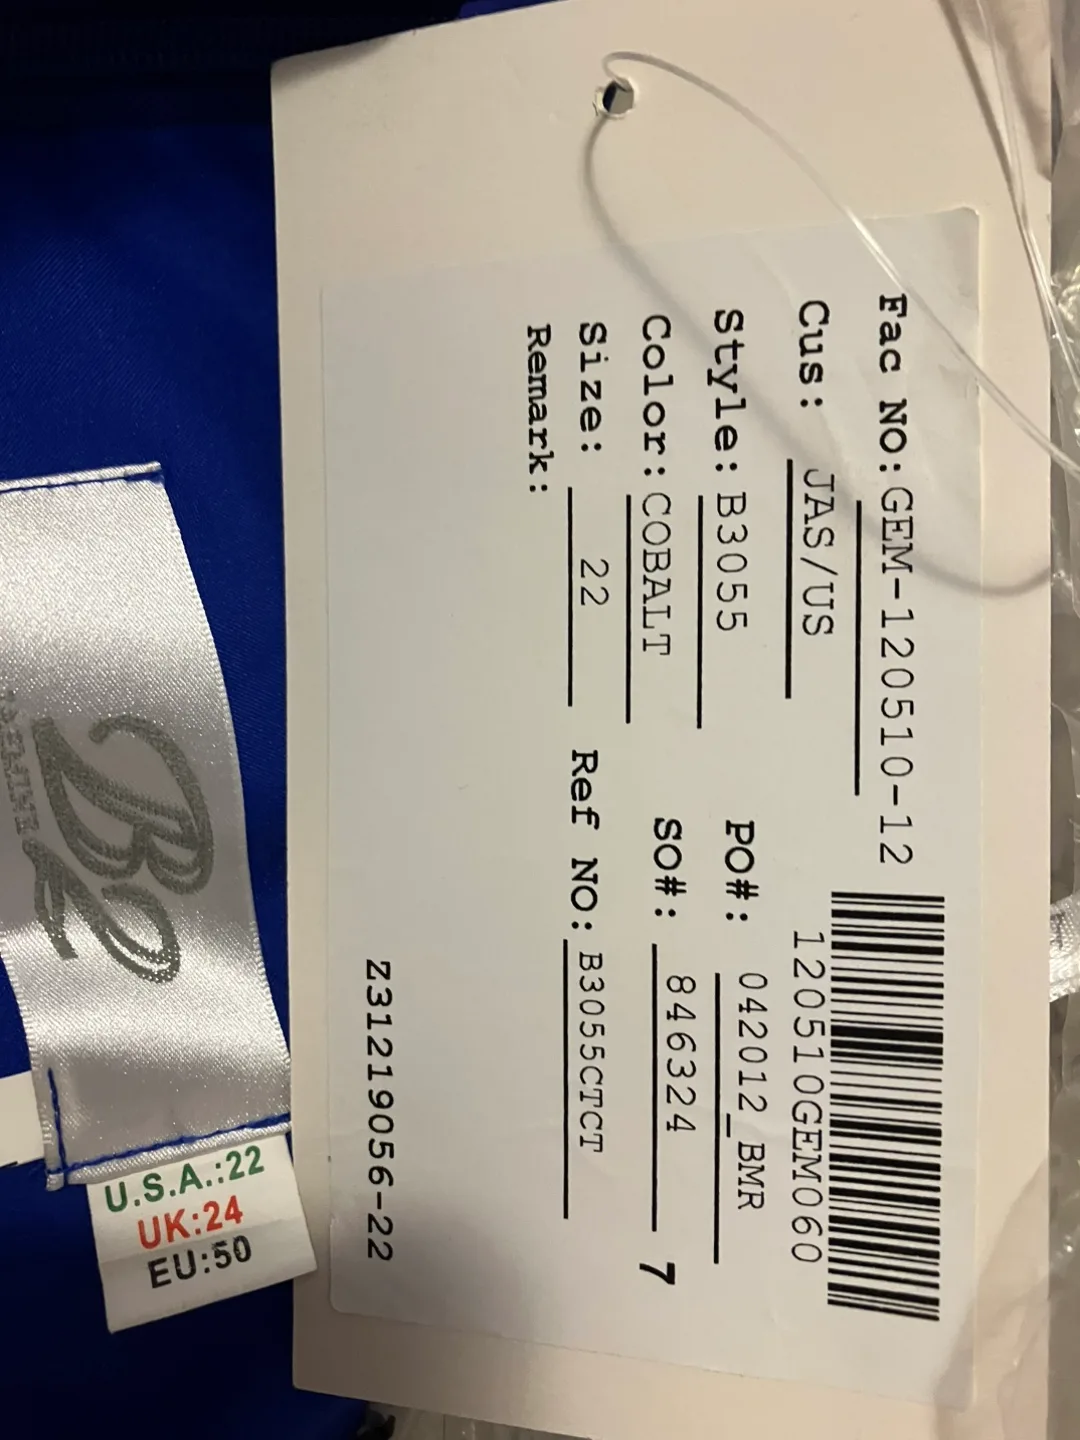 Fac NO:GEM-120510-12
120510GEM060
Cus: JAS/US
Style: B3055
PO#: 042012_BMR
Color: COBALT
SO#: 846324
7
Size: 22
Ref NO: B3055CTCT
Remark:
Z31219056-22
B2
U.S.A.:22
UK:24
EU:50